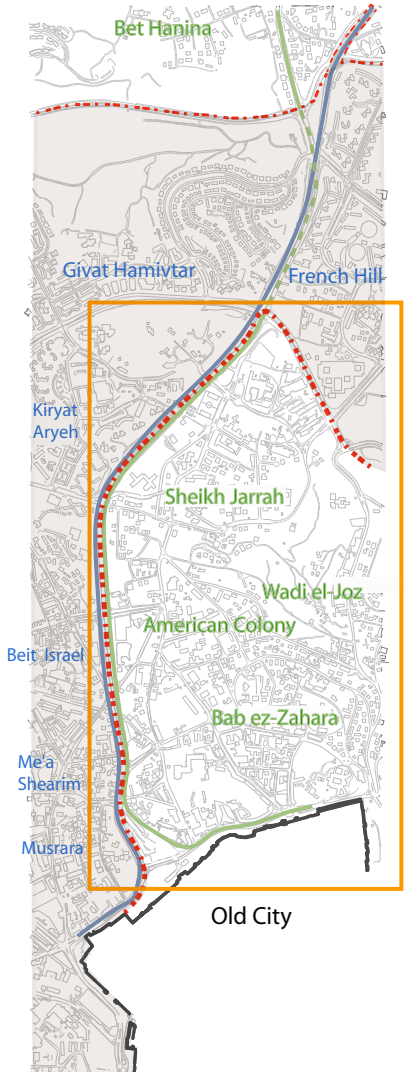 Bet Hanina
Givat Hamivtar
French Hill
Kiryat
Aryeh
Sheikh Jarrah
Wadi el-Joz
American Colony
Beit Israel
Bab ez-Zahara
Me'a
Shearim
Musrara
Old City